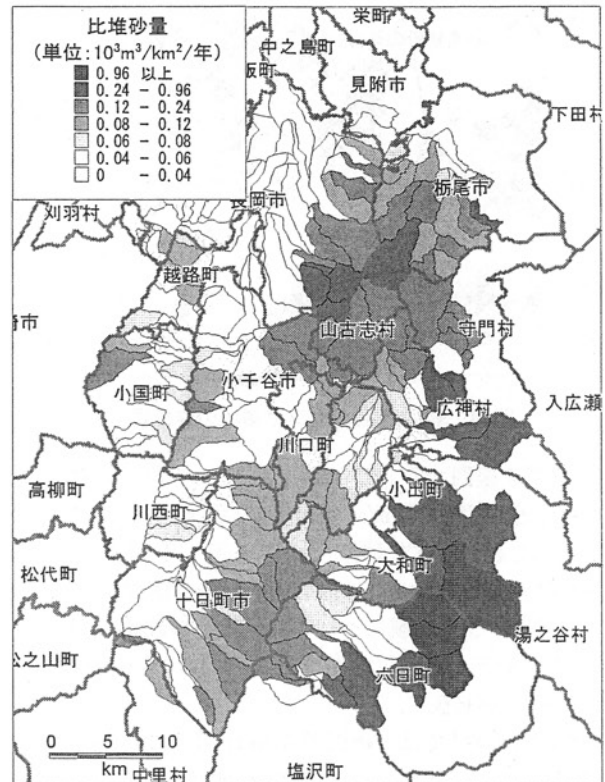 比堆砂量
(単位:10³m³/km²/年)
0.96 以上
0.24 - 0.96
0.12 - 0.24
0.08 - 0.12
0.06 - 0.08
0.04 - 0.06
0 - 0.04
栄町
中之島町
見附市
下田村
栃尾市
長岡市
刈羽村
越路町
山古志村
守門村
小千谷市
小国町
広神村
入広瀬
川口町
高柳町
小出町
川西町
大和町
松代町
十日町市
湯之谷村
松之山町
六日町
0 5 10
km
中里村
塩沢町